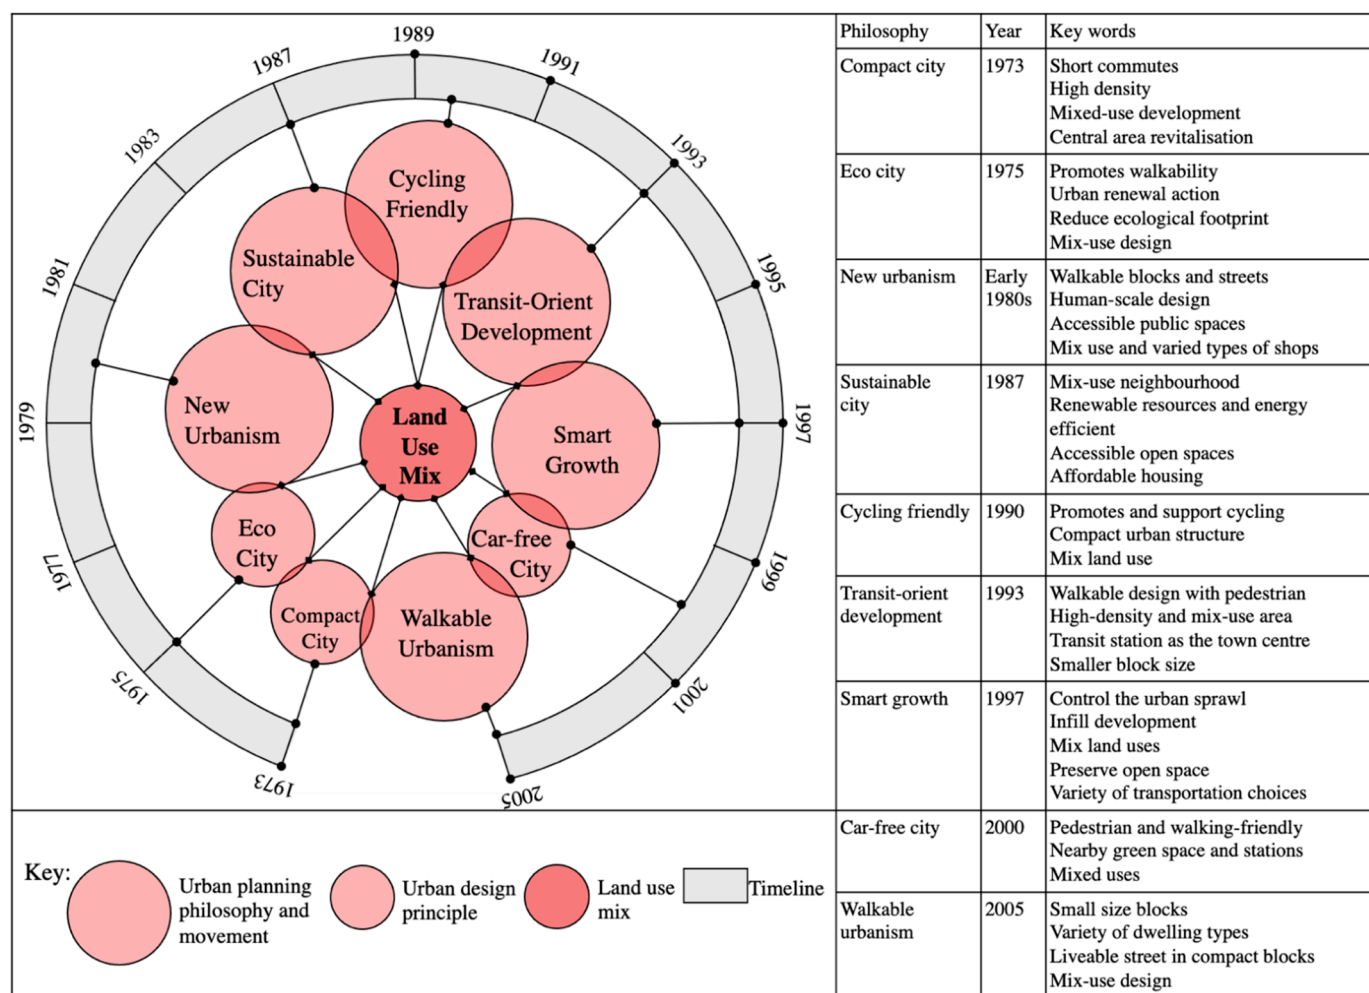 1989
1987
1991
1983
1993
1981
1995
1979
1997
1977
1999
1975
2001
1973
2005
Cycling
Friendly
Sustainable
City
Transit-Orient
Development
New
Urbanism
Land
Use
Mix
Smart
Growth
Eco
City
Car-free
City
Compact
City
Walkable
Urbanism
Key:
Urban planning
philosophy and
movement
Urban design
principle
Land use
mix
Timeline
Philosophy Year Key words
Compact city 1973 Short commutes
High density
Mixed-use development
Central area revitalisation
Eco city 1975 Promotes walkability
Urban renewal action
Reduce ecological footprint
Mix-use design
New urbanism Early Walkable blocks and streets
1980s Human-scale design
Accessible public spaces
Mix use and varied types of shops
Sustainable 1987 Mix-use neighbourhood
city Renewable resources and energy
efficient
Accessible open spaces
Affordable housing
Cycling friendly 1990 Promotes and support cycling
Compact urban structure
Mix land use
Transit-orient 1993 Walkable design with pedestrian
development High-density and mix-use area
Transit station as the town centre
Smaller block size
Smart growth 1997 Control the urban sprawl
Infill development
Mix land uses
Preserve open space
Variety of transportation choices
Car-free city 2000 Pedestrian and walking-friendly
Nearby green space and stations
Mixed uses
Walkable 2005 Small size blocks
urbanism Variety of dwelling types
Liveable street in compact blocks
Mix-use design